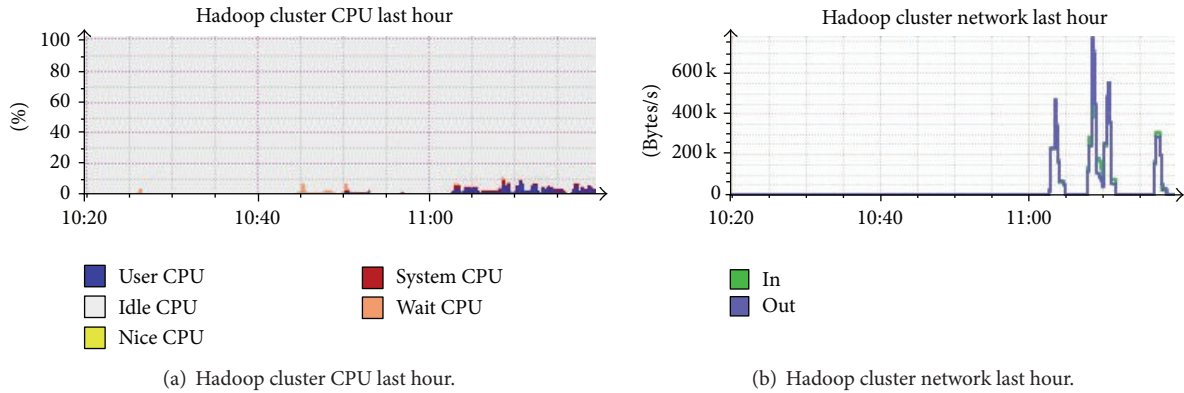 Hadoop cluster CPU last hour
100
80
60
40
20
0
(%)
10:20 10:40 11:00
User CPU System CPU
Idle CPU Wait CPU
Nice CPU
(a) Hadoop cluster CPU last hour.
Hadoop cluster network last hour
600 k
400 k
200 k
0
(Bytes/s)
10:20 10:40 11:00
In
Out
(b) Hadoop cluster network last hour.